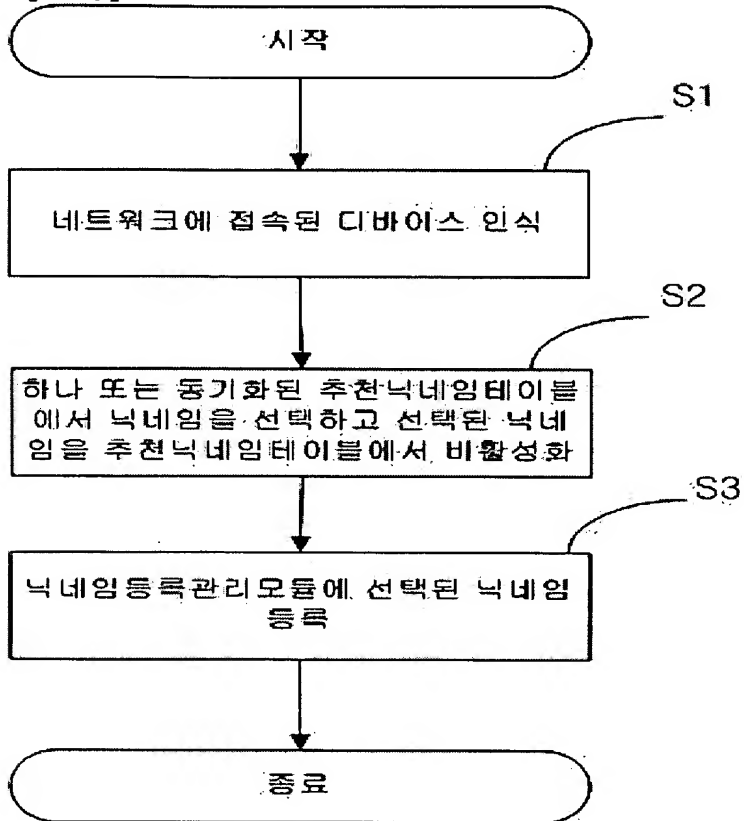 시작
S1
네트워크에 접속된 디바이스 인식
S2
하나 또는 동기화된 추천닉네임테이블
에서 닉네임을 선택하고 선택된 닉네
임을 추천닉네임테이블에서 비활성화
S3
닉네임등록관리모듈에 선택된 닉네임
등록
종료